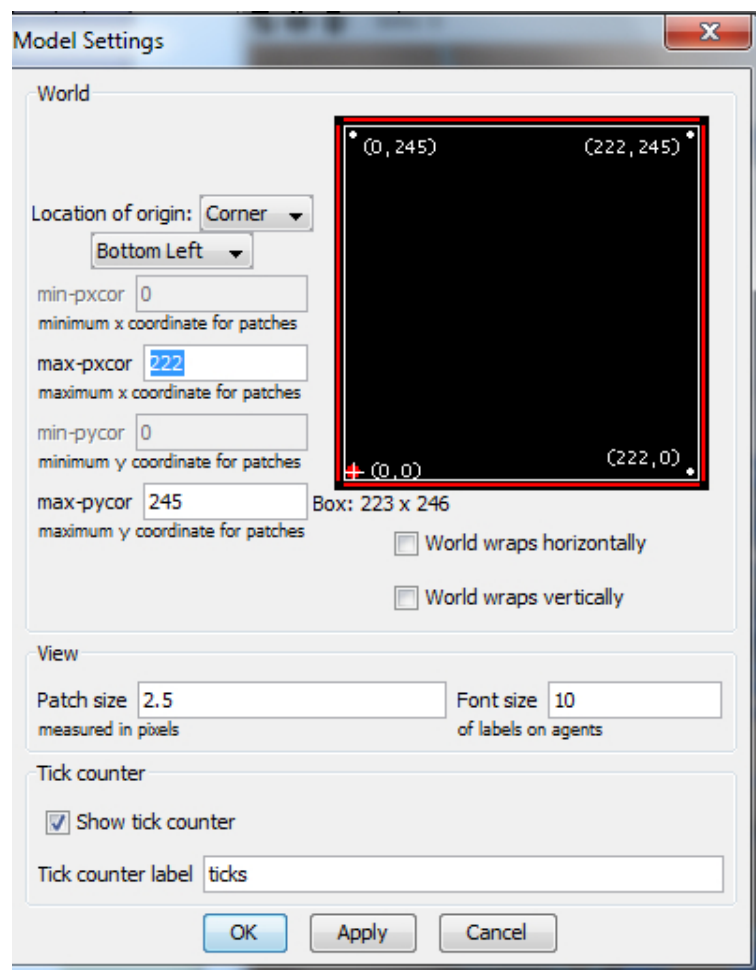 Model Settings
World
(0,245) (222,245)
Location of origin: Corner
Bottom Left
min-pxcor 0
minimum x coordinate for patches
max-pxcor 222
maximum x coordinate for patches
min-pycor 0
minimum y coordinate for patches
(0,0) (222,0)
max-pycor 245
maximum y coordinate for patches
Box: 223 x 246
World wraps horizontally
World wraps vertically
View
Patch size 2.5 Font size 10
measured in pixels of labels on agents
Tick counter
Show tick counter
Tick counter label ticks
OK Apply Cancel